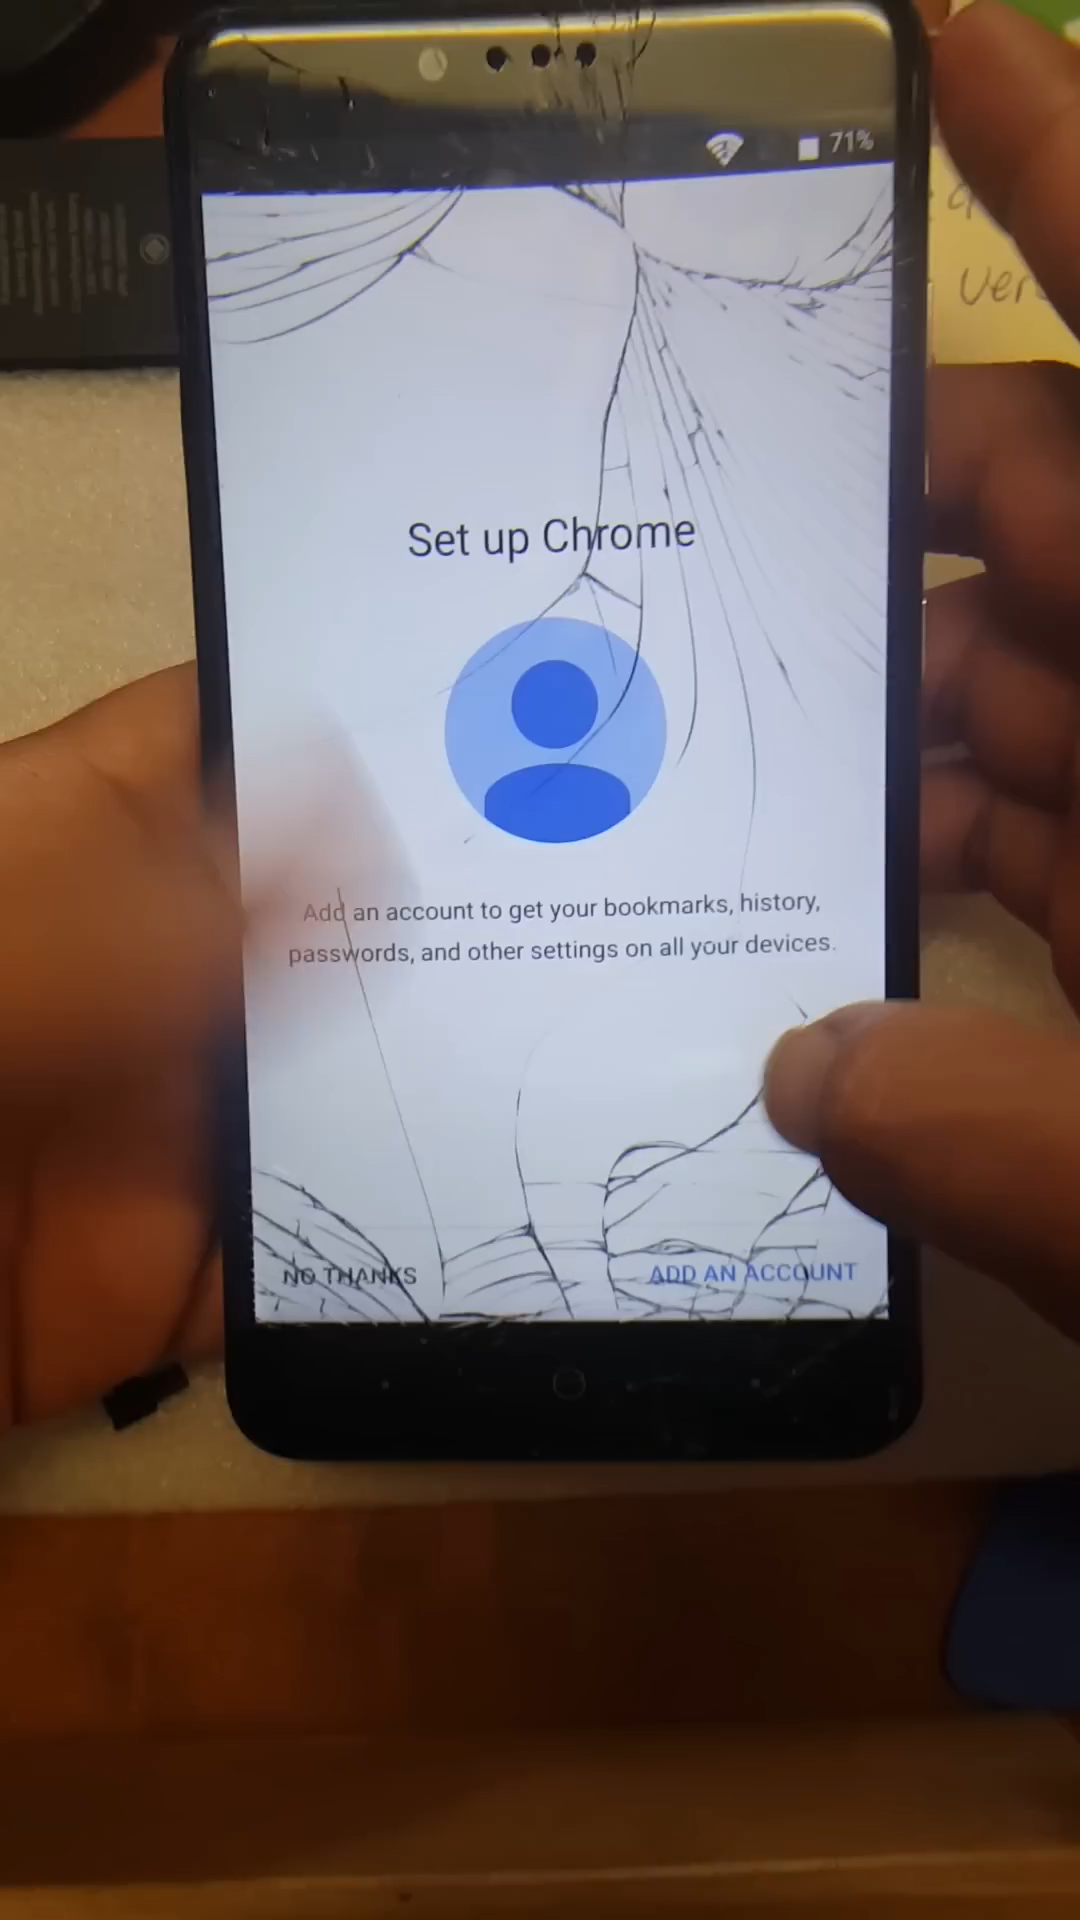 71%
Set up Chrome
Add an account to get your bookmarks, history,
passwords, and other settings on all your devices.
NO THANKS
ADD AN ACCOUNT